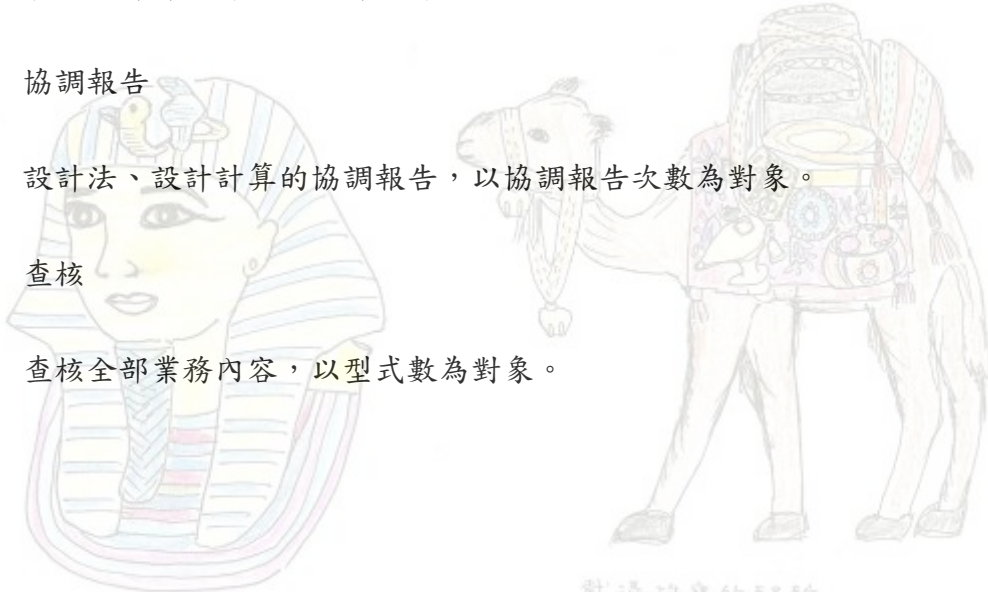 協調報告
設計法、設計計算的協調報告，以協調報告次數為對象。
查核
查核全部業務內容，以型式數為對象。